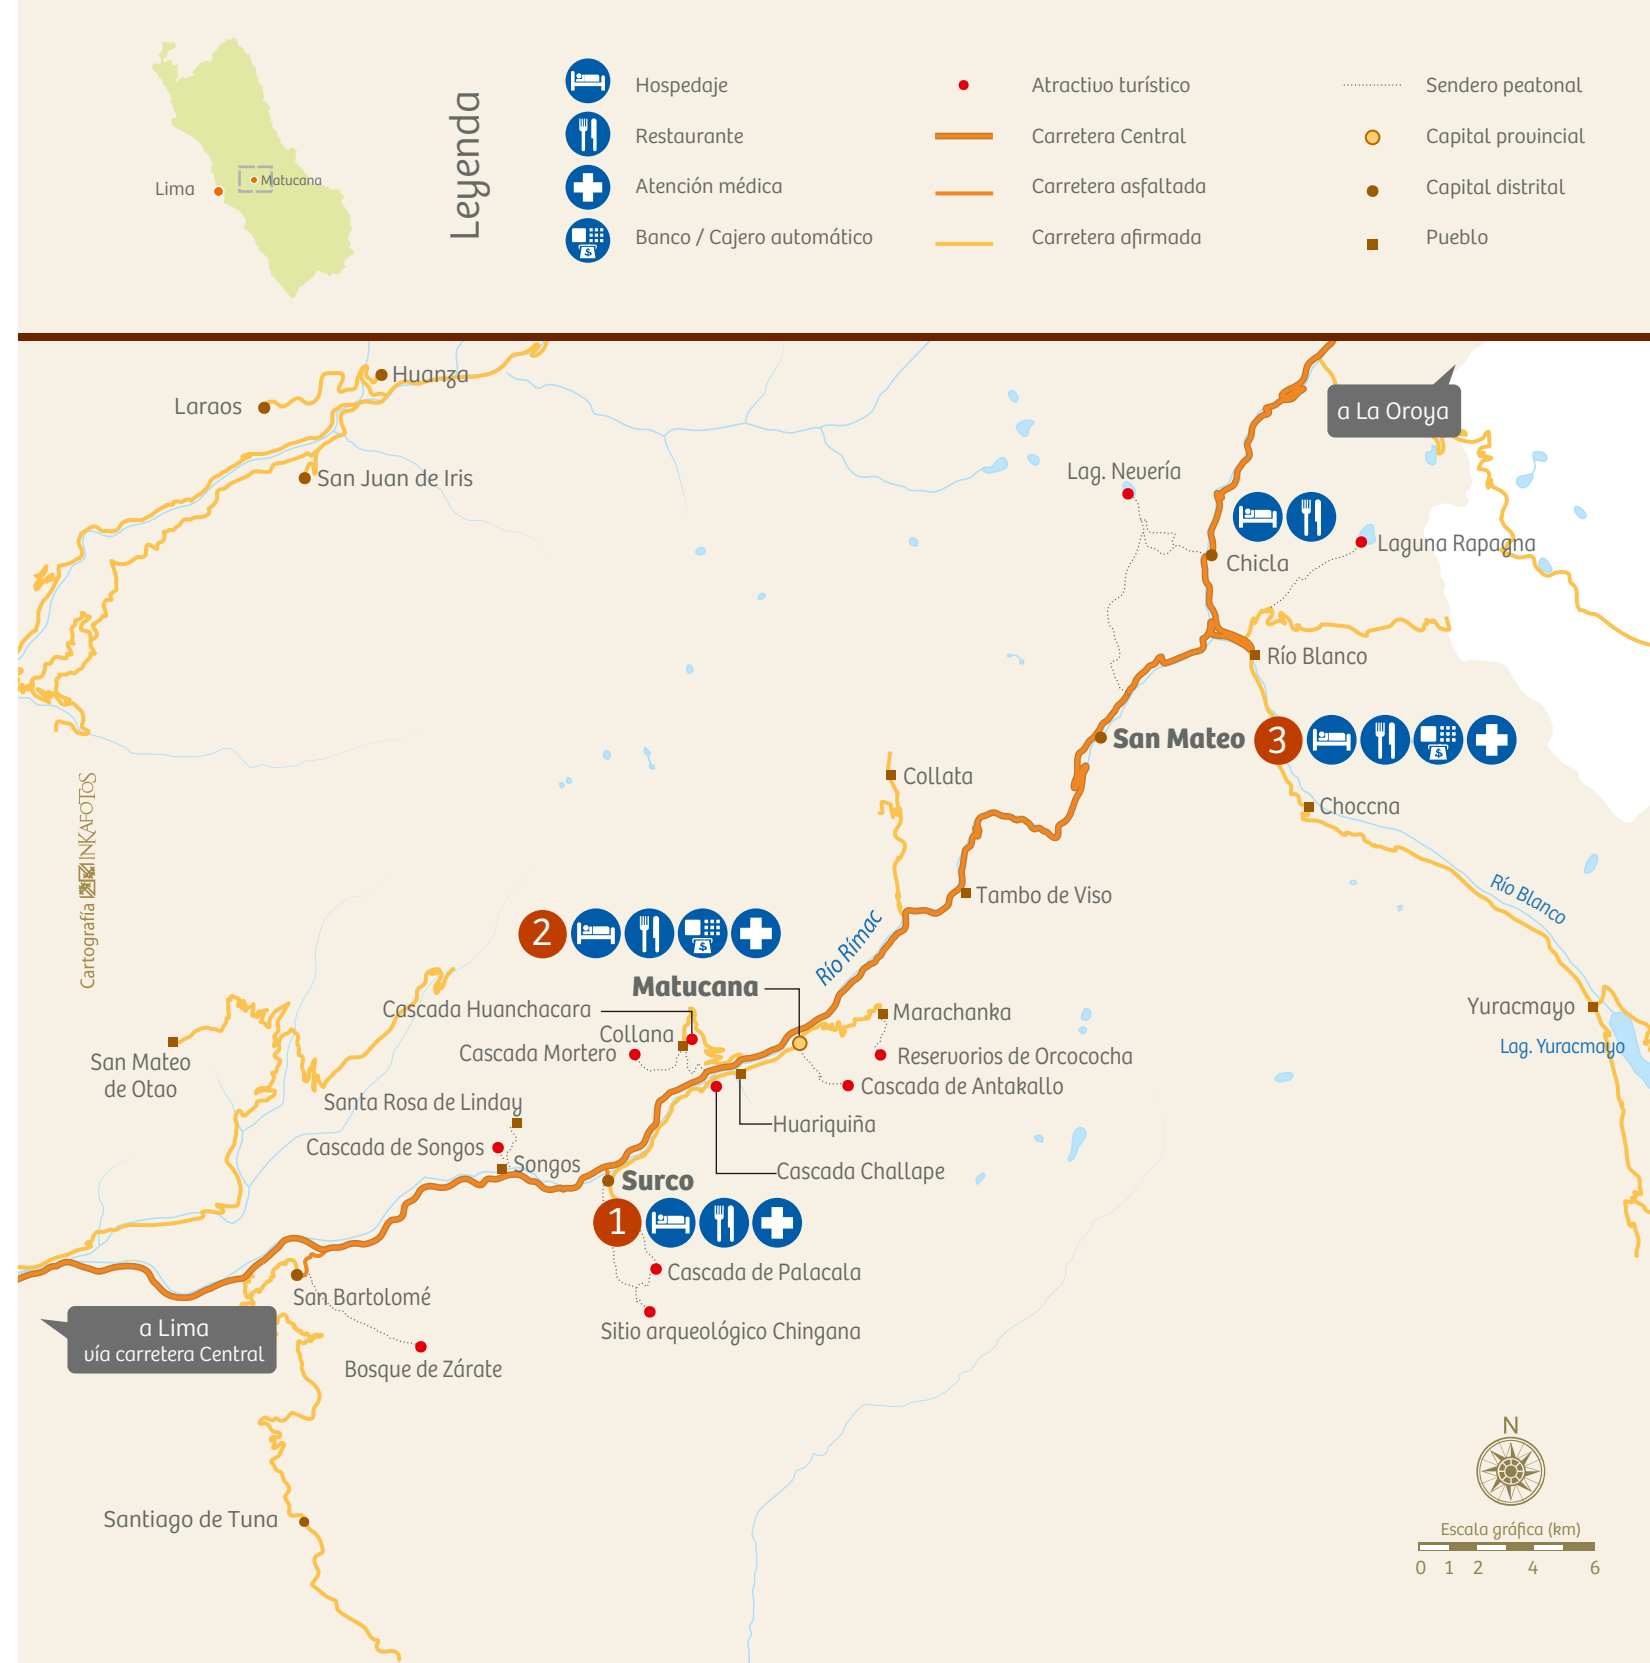 Lima
Matucana
Leyenda
Hospedaje
Restaurante
Atención médica
Banco / Cajero automático
Atractivo turístico
Carretera Central
Carretera asfaltada
Carretera afirmada
Sendero peatonal
Capital provincial
Capital distrital
Pueblo
Huanza
Laraos
San Juan de Iris
a La Oroya
Lag. Nevería
Chicla
Laguna Rapagna
Río Blanco
San Mateo
3
Collata
Choccna
Tambo de Viso
Río Blanco
Río Rímac
Cartografía INKAFOTOS
2
Matucana
Cascada Huanchacara
Collana
Cascada Mortero
Marachanka
Reservorios de Orcococha
Cascada de Antakallo
Yuracmayo
Lag. Yuracmayo
San Mateo
de Otao
Santa Rosa de Linday
Cascada de Songos
Songos
Huariquiña
Cascada Challape
Surco
1
Cascada de Palacala
Sitio arqueológico Chingana
San Bartolomé
a Lima
vía carretera Central
Bosque de Zárate
Santiago de Tuna
N
Escala gráfica (km)
0 1 2 4 6